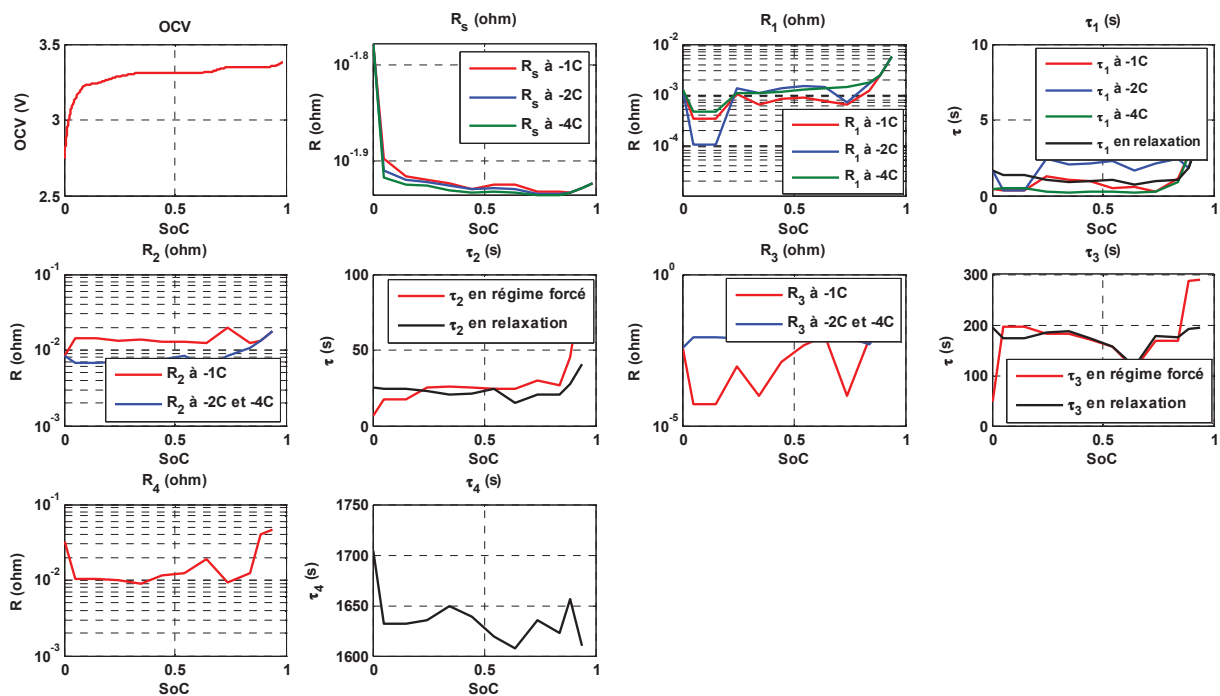 OCV
3.5
3
2.5
OCV (V)
0
0.5
1
SoC
R_s (ohm)
10^-1.8
10^-1.9
R (ohm)
R_s à -1C
R_s à -2C
R_s à -4C
0
0.5
1
SoC
R_1 (ohm)
10^-2
10^-3
10^-4
R (ohm)
R_1 à -1C
R_1 à -2C
R_1 à -4C
0
0.5
1
SoC
τ_1 (s)
10
5
0
τ (s)
τ_1 à -1C
τ_1 à -2C
τ_1 à -4C
τ_1 en relaxation
0
0.5
1
SoC
R_2 (ohm)
10^-1
10^-2
10^-3
R (ohm)
R_2 à -1C
R_2 à -2C et -4C
0
0.5
1
SoC
τ_2 (s)
100
50
0
τ (s)
τ_2 en régime forcé
τ_2 en relaxation
0
0.5
1
SoC
R_3 (ohm)
10^0
10^-5
R (ohm)
R_3 à -1C
R_3 à -2C et -4C
0
0.5
1
SoC
τ_3 (s)
300
200
100
0
τ (s)
τ_3 en régime forcé
τ_3 en relaxation
0
0.5
1
SoC
R_4 (ohm)
10^-1
10^-2
10^-3
R (ohm)
0
0.5
1
SoC
τ_4 (s)
1750
1700
1650
1600
τ_4 (s)
0
0.5
1
SoC